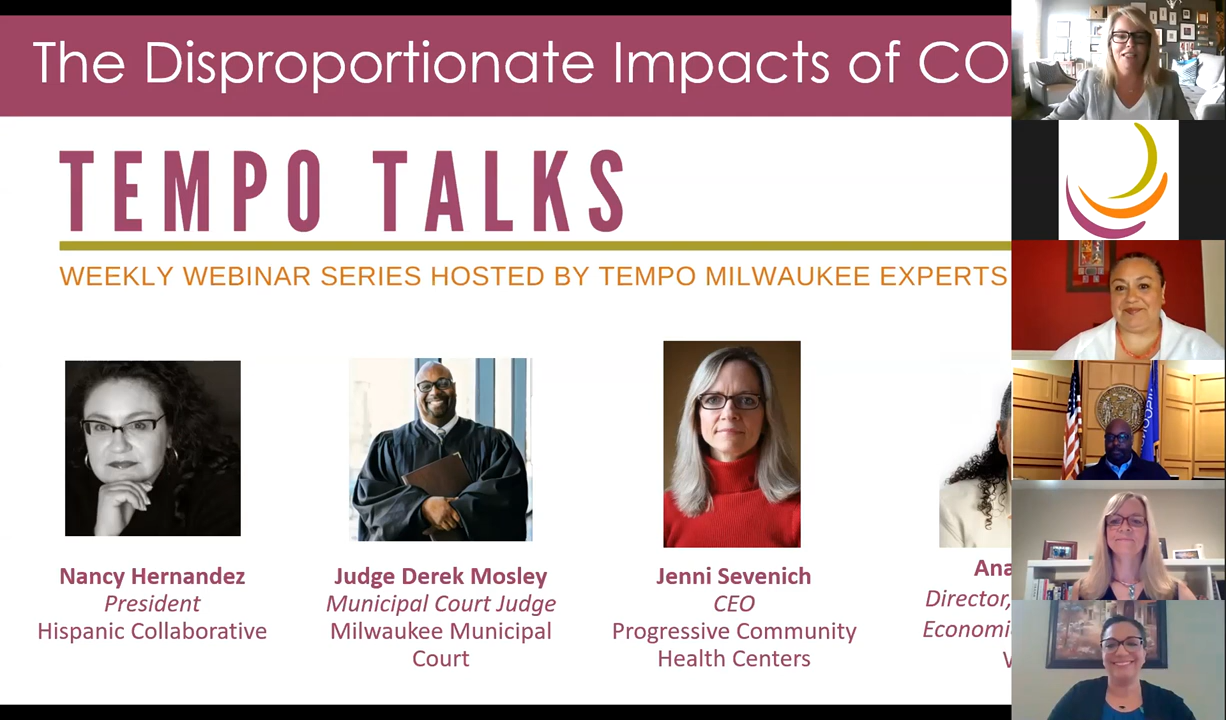 The Disproportionate Impacts of CO
TEMPO TALKS
WEEKLY WEBINAR SERIES HOSTED BY TEMPO MILWAUKEE EXPERTS
Nancy Hernandez
President
Hispanic Collaborative
Judge Derek Mosley
Municipal Court Judge
Milwaukee Municipal
Court
Jenni Sevenich
CEO
Progressive Community
Health Centers
Ana
Director,
Economi